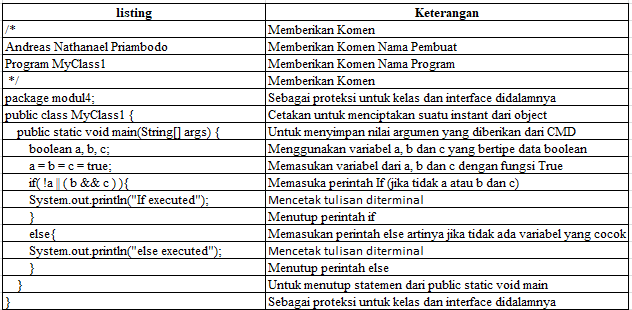 listing Keterangan
/* Memberikan Komen
Andreas Nathanael Priambodo Memberikan Komen Nama Pembuat
Program MyClass1 Memberikan Komen Nama Program
*/ Memberikan Komen
package modul4; Sebagai proteksi untuk kelas dan interface didalamnya
public class MyClass1 { Cetakan untuk menciptakan suatu instant dari object
public static void main(String[] args) { Untuk menyimpan nilai argumen yang diberikan dari CMD
boolean a, b, c; Menggunakan variabel a, b dan c yang bertipe data boolean
a = b = c = true; Memasukan variabel dari a, b dan c dengan fungsi True
if( !a || ( b && c ) ){ Memasuka perintah If (jika tidak a atau b dan c)
System.out.println("If executed"); Mencetak tulisan diterminal
} Menutup perintah if
else{ Memasukan perintah else artinya jika tidak ada variabel yang cocok
System.out.println("else executed"); Mencetak tulisan diterminal
} Menutup perintah else
} Untuk menutup statemen dari public static void main
} Sebagai proteksi untuk kelas dan interface didalamnya